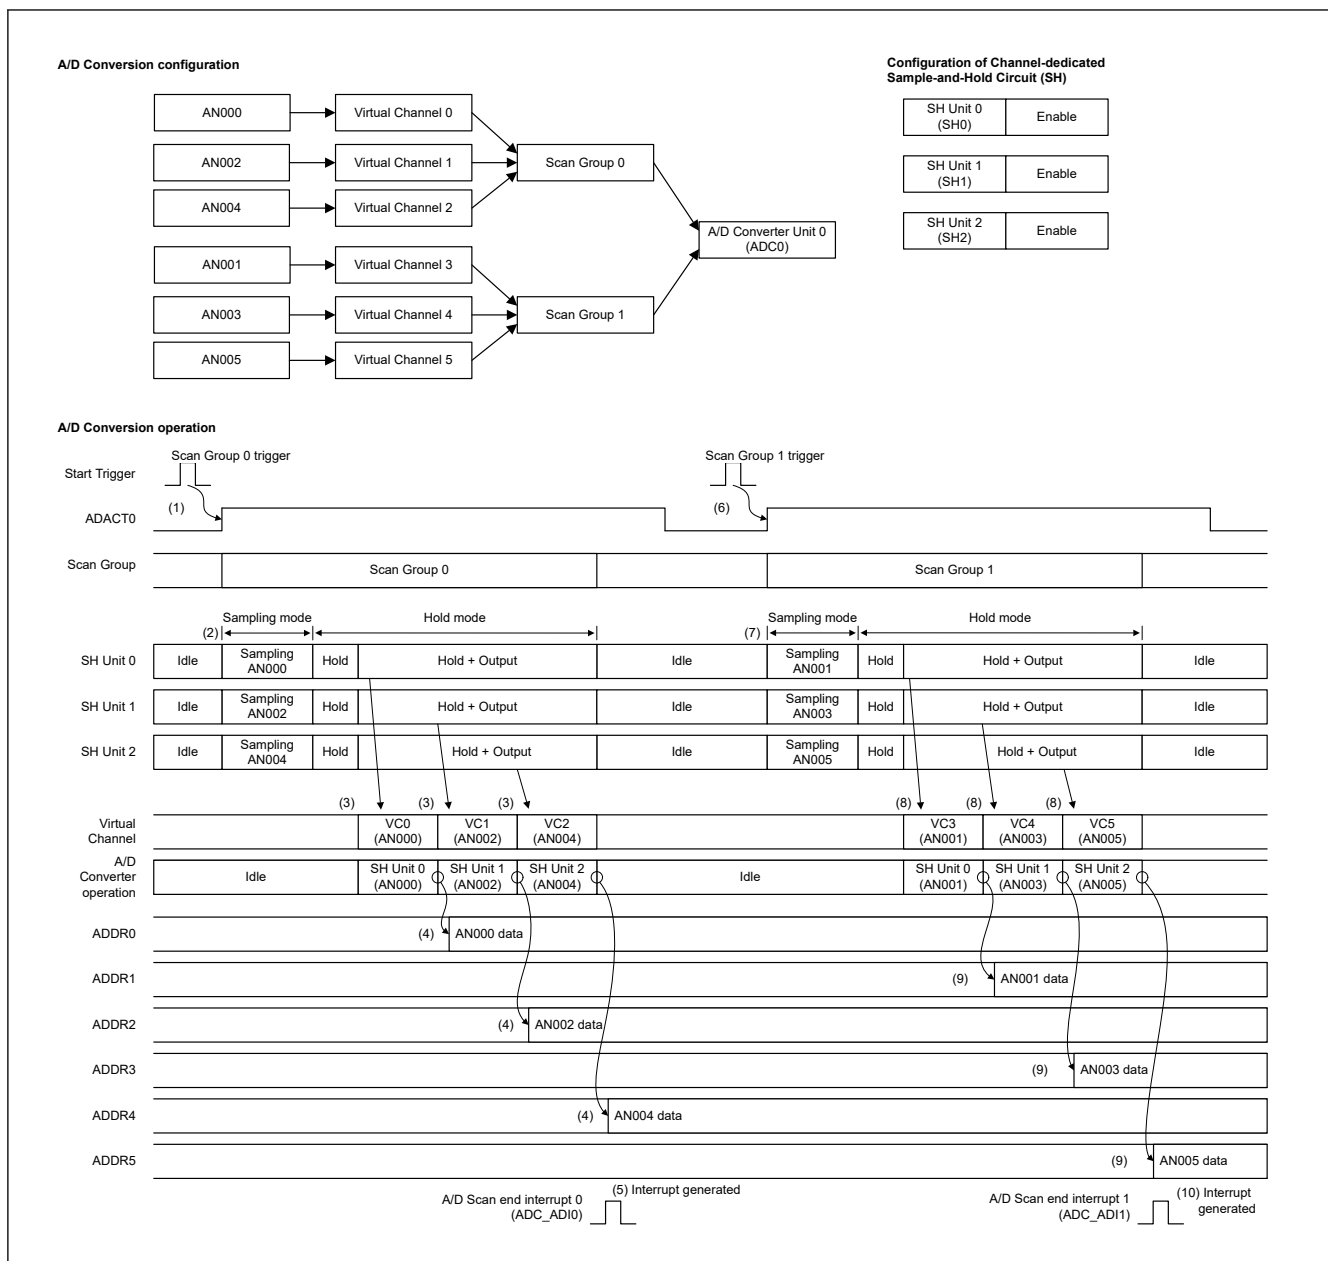 A/D Conversion configuration
Configuration of Channel-dedicated
Sample-and-Hold Circuit (SH)
AN000
Virtual Channel 0
AN002
Virtual Channel 1
Scan Group 0
AN004
Virtual Channel 2
A/D Converter Unit 0
(ADC0)
AN001
Virtual Channel 3
AN003
Virtual Channel 4
Scan Group 1
AN005
Virtual Channel 5
SH Unit 0
(SH0)
Enable
SH Unit 1
(SH1)
Enable
SH Unit 2
(SH2)
Enable
A/D Conversion operation
Scan Group 0 trigger
Scan Group 1 trigger
Start Trigger
(1)
(6)
ADACT0
Scan Group
Scan Group 0
Scan Group 1
Sampling mode
Hold mode
Sampling mode
Hold mode
(2)
(7)
SH Unit 0
Idle
Sampling
AN000
Hold
Hold + Output
Idle
Sampling
AN001
Hold
Hold + Output
Idle
SH Unit 1
Idle
Sampling
AN002
Hold
Hold + Output
Idle
Sampling
AN003
Hold
Hold + Output
Idle
SH Unit 2
Idle
Sampling
AN004
Hold
Hold + Output
Idle
Sampling
AN005
Hold
Hold + Output
Idle
(3)
(3)
(3)
(8)
(8)
(8)
Virtual
Channel
VC0
(AN000)
VC1
(AN002)
VC2
(AN004)
VC3
(AN001)
VC4
(AN003)
VC5
(AN005)
A/D
Converter
operation
Idle
SH Unit 0
(AN000)
SH Unit 1
(AN002)
SH Unit 2
(AN004)
Idle
SH Unit 0
(AN001)
SH Unit 1
(AN003)
SH Unit 2
(AN005)
ADDR0
(4)
AN000 data
ADDR1
(9)
AN001 data
ADDR2
(4)
AN002 data
ADDR3
(9)
AN003 data
ADDR4
(4)
AN004 data
ADDR5
(9)
AN005 data
A/D Scan end interrupt 0
(ADC_ADI0)
(5) Interrupt generated
A/D Scan end interrupt 1
(ADC_ADI1)
(10) Interrupt
generated